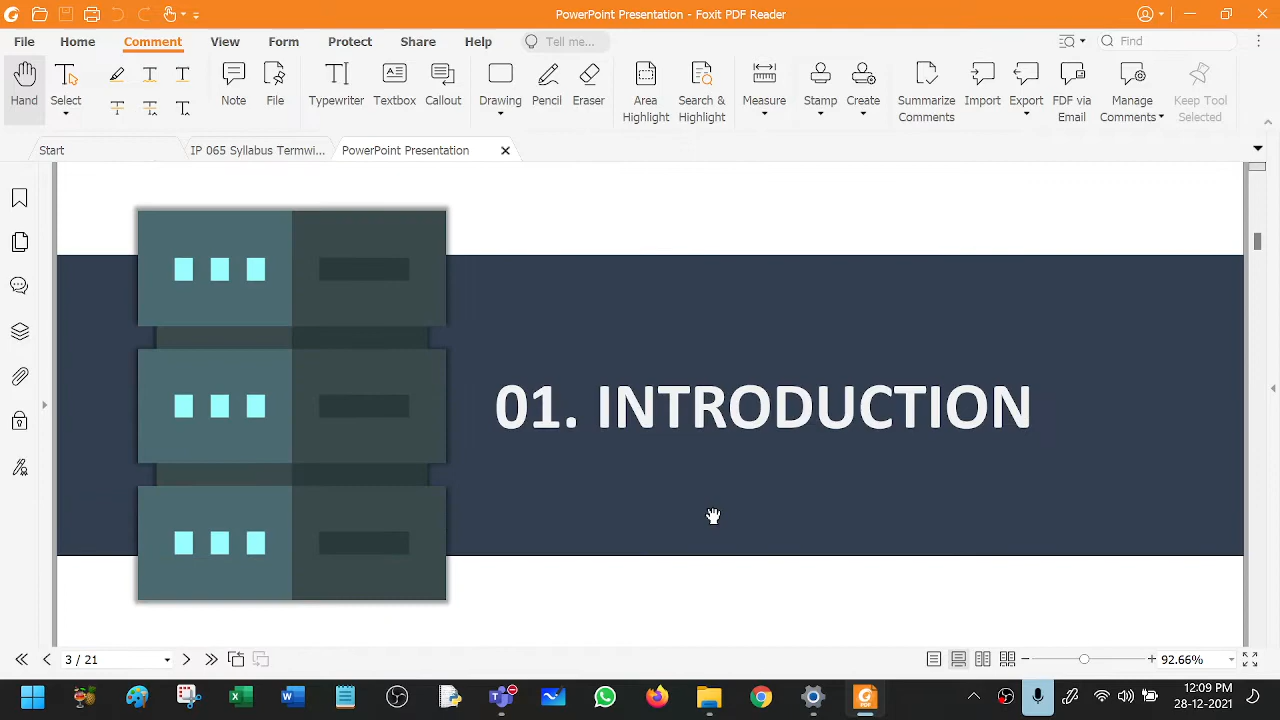 PowerPoint Presentation - Foxit PDF Reader
File Home Comment View Form Protect Share Help Tell me... Find
Hand
Select
Note
File
Typewriter
Textbox
Callout
Drawing
Pencil
Eraser
Area
Highlight
Search &
Highlight
Measure
Stamp
Create
Summarize
Comments
Import
Export
FDF via
Email
Manage
Comments
Keep Tool
Selected
Start
IP 065 Syllabus Termwi...
PowerPoint Presentation
01. INTRODUCTION
3 / 21
92.66%
12:09 PM
28-12-2021